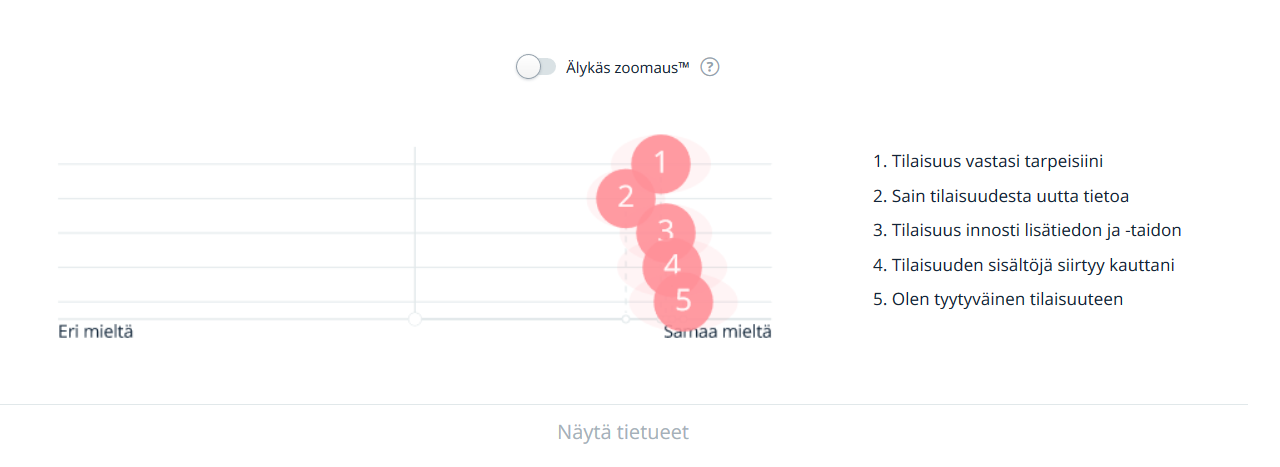 Älykäs zoomaus™ ?
1
2
3
4
5
Eri mieltä
Samaa mieltä
1. Tilaisuus vastasi tarpeisiini
2. Sain tilaisuudesta uutta tietoa
3. Tilaisuus innosti lisätiedon ja -taidon
4. Tilaisuuden sisältöjä siirtyy kauttani
5. Olen tyytyväinen tilaisuuteen
Näytä tietueet